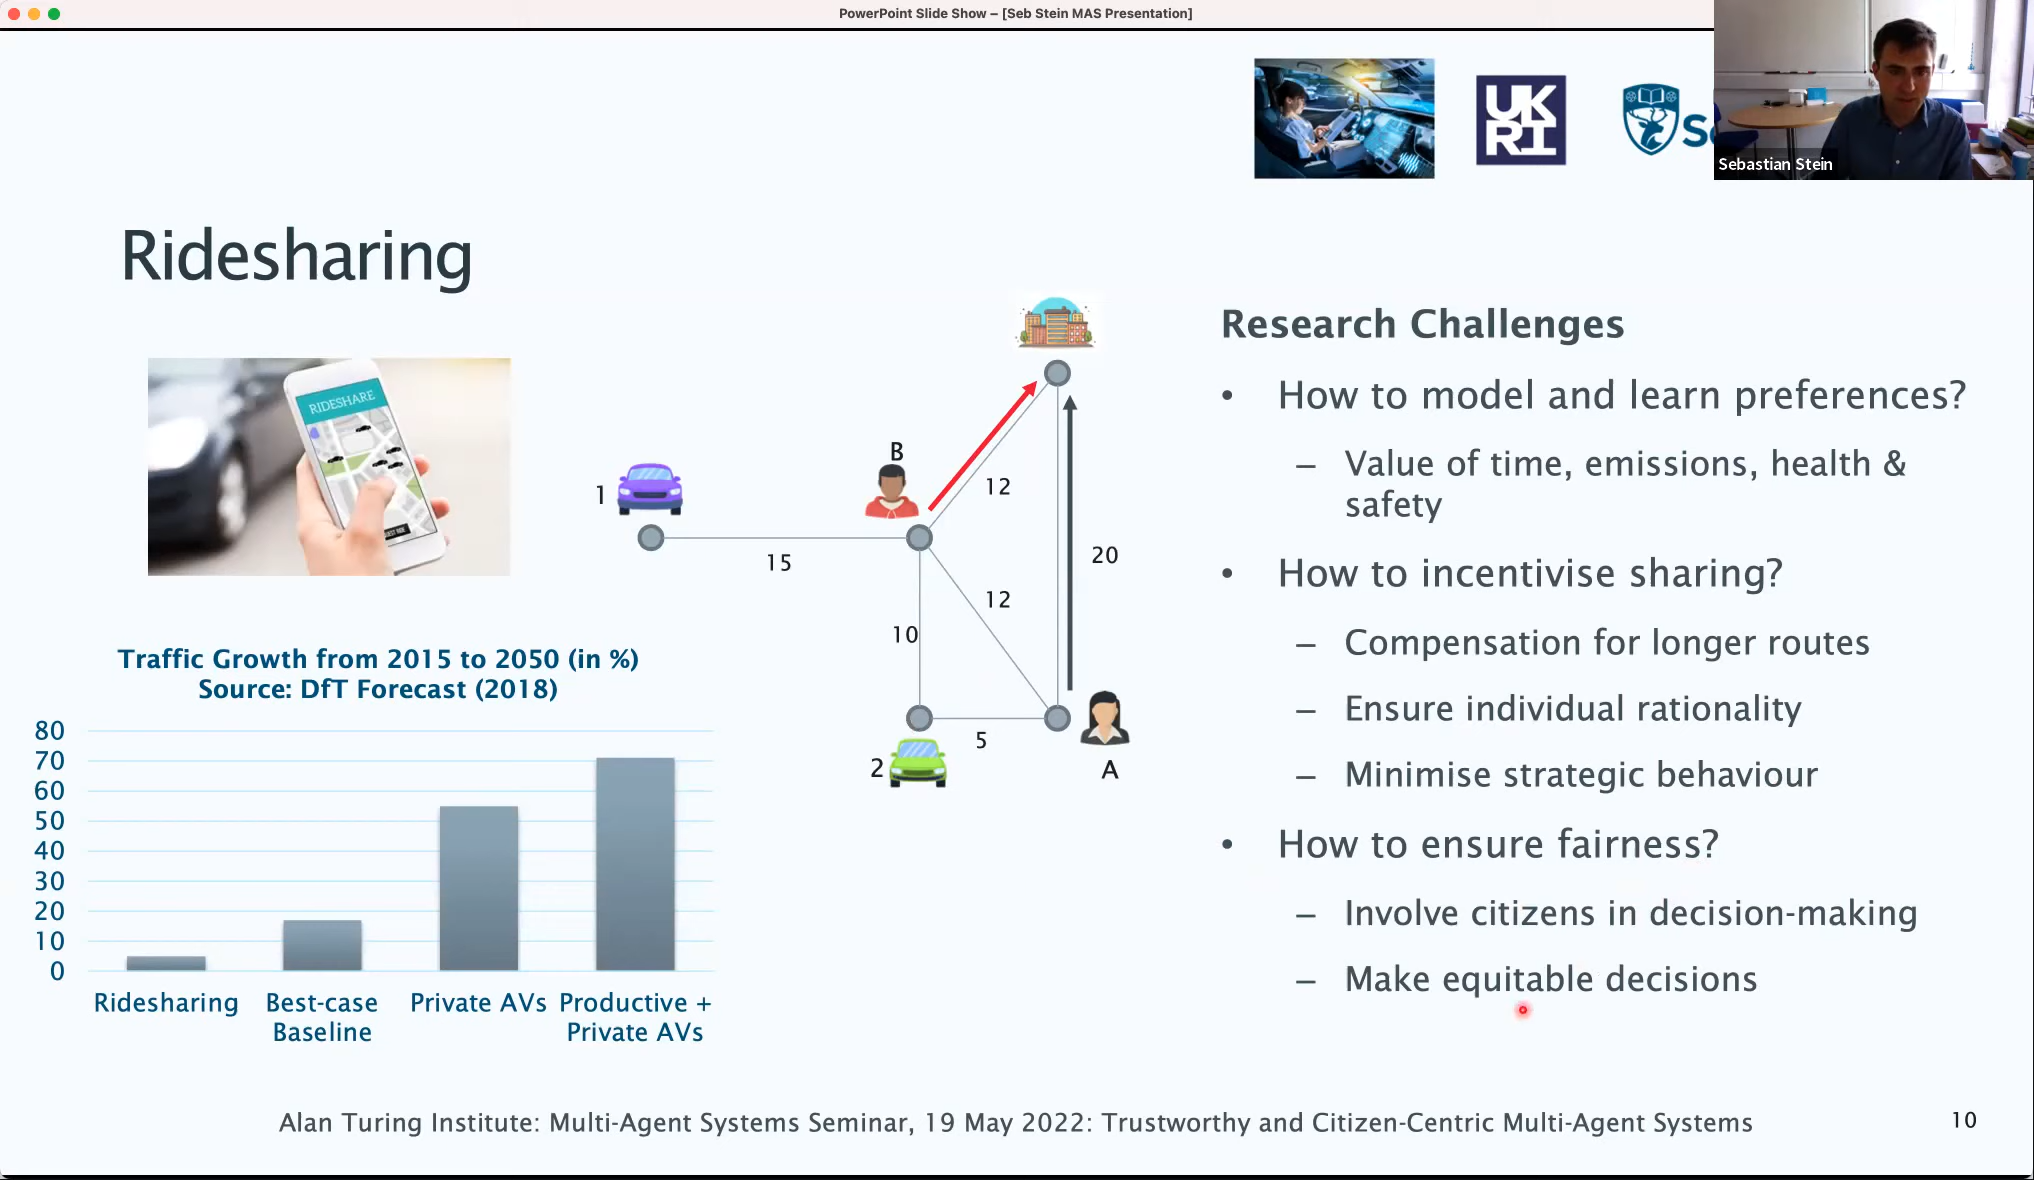 PowerPoint Slide Show – [Seb Stein MAS Presentation]
UK
RI
Sebastian Stein
Ridesharing
RIDESHARE
1
15
B
12
12
10
20
5
2
A
Traffic Growth from 2015 to 2050 (in %)
Source: DfT Forecast (2018)
80
70
60
50
40
30
20
10
0
Ridesharing
Best-case
Baseline
Private AVs
Productive +
Private AVs
Research Challenges
• How to model and learn preferences?
– Value of time, emissions, health &
safety
• How to incentivise sharing?
– Compensation for longer routes
– Ensure individual rationality
– Minimise strategic behaviour
• How to ensure fairness?
– Involve citizens in decision-making
– Make equitable decisions
Alan Turing Institute: Multi-Agent Systems Seminar, 19 May 2022: Trustworthy and Citizen-Centric Multi-Agent Systems
10